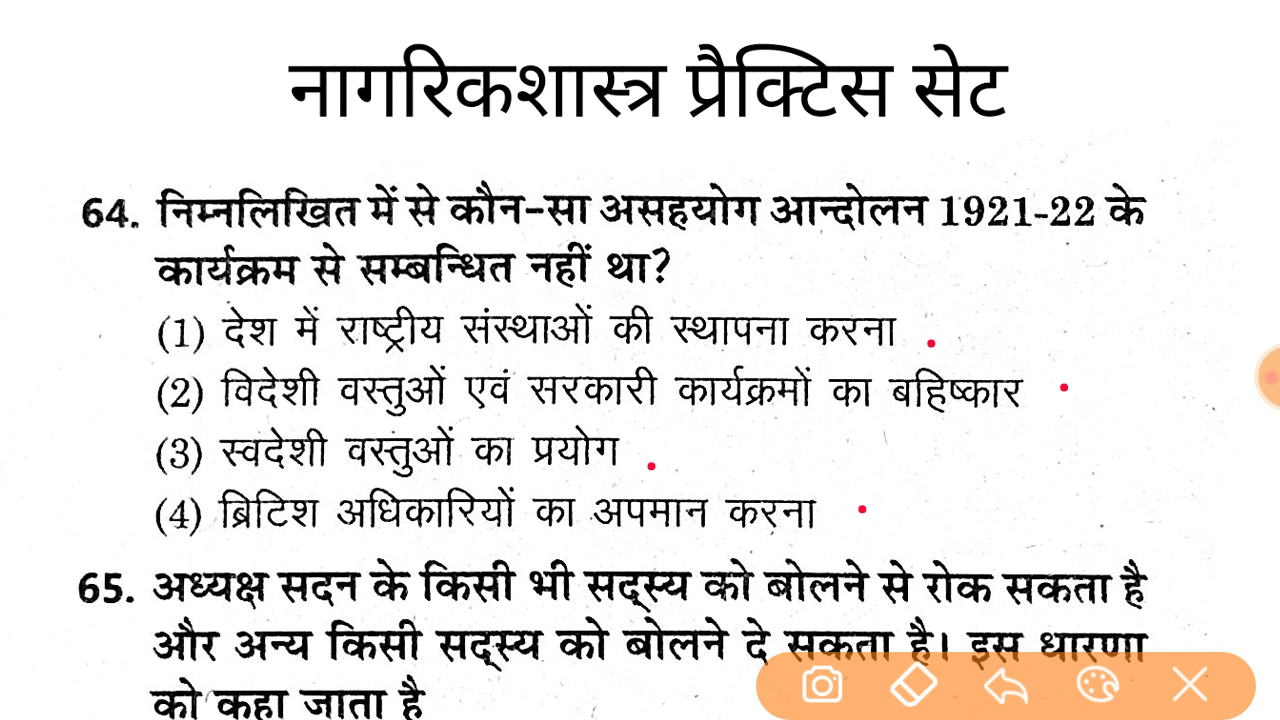 नागरिकशास्त्र प्रैक्टिस सेट
64. निम्नलिखित में से कौन-सा असहयोग आन्दोलन 1921-22 के
कार्यक्रम से सम्बन्धित नहीं था?
(1) देश में राष्ट्रीय संस्थाओं की स्थापना करना
(2) विदेशी वस्तुओं एवं सरकारी कार्यक्रमों का बहिष्कार
(3) स्वदेशी वस्तुओं का प्रयोग
(4) ब्रिटिश अधिकारियों का अपमान करना
65. अध्यक्ष सदन के किसी भी सद्स्य को बोलने से रोक सकता है
और अन्य किसी सद्स्य को बोलने दे सकता है। इस धारणा
को कहा जाता है